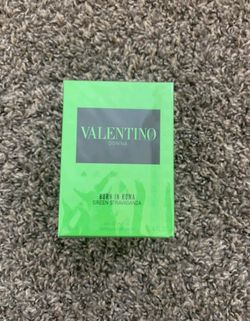 VALENTINO
DONNA
BORN IN ROMA
GREEN STRAVAGANZA